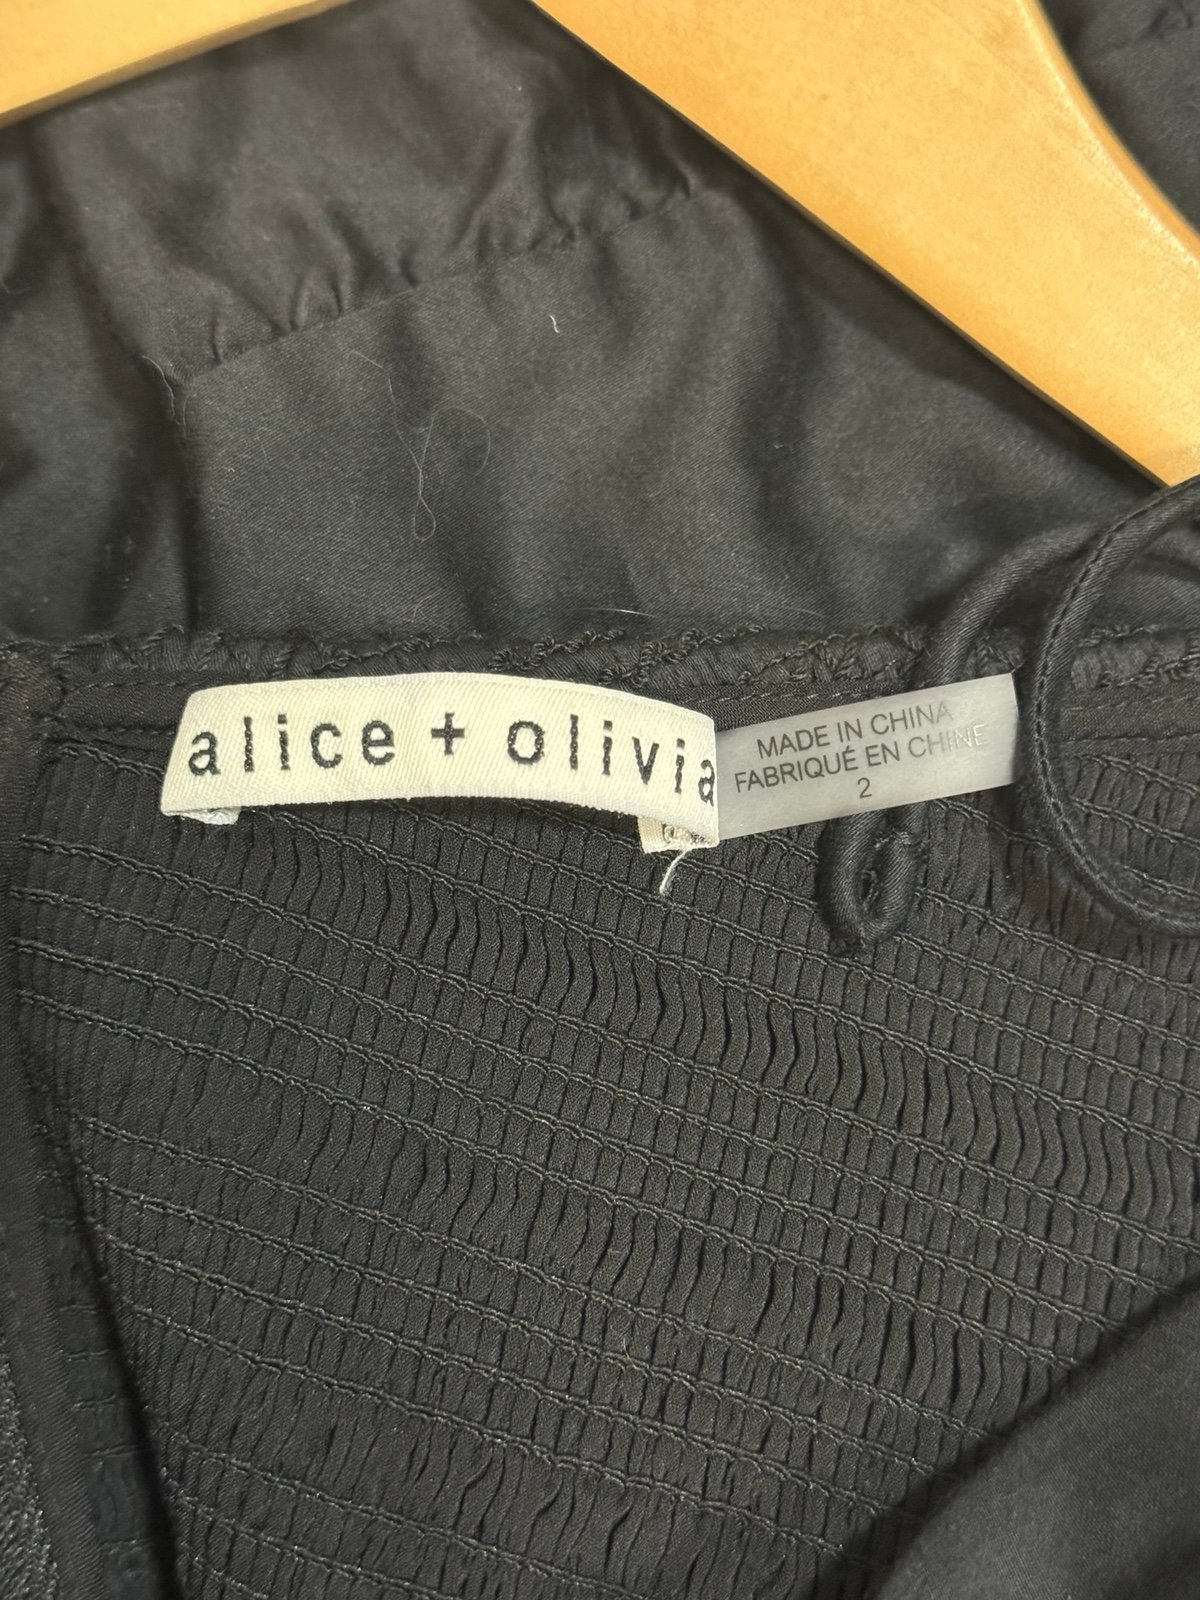 alice + olivia
MADE IN CHINA
FABRIQUÉ EN CHINE
2